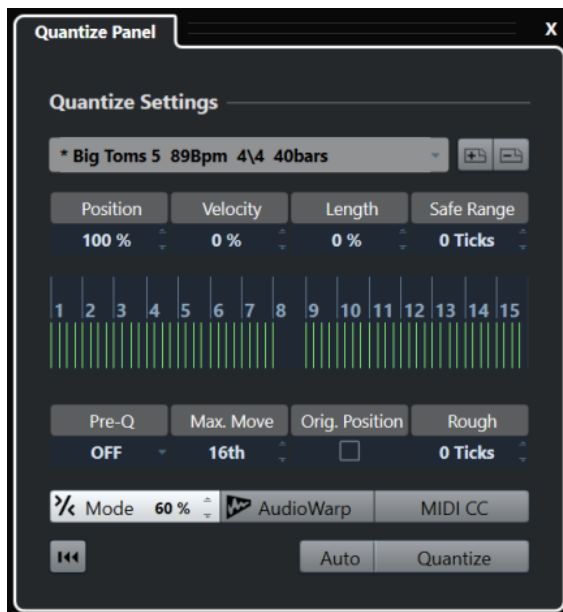 Quantize Panel X
Quantize Settings
* Big Toms 5 89Bpm 4\4 40bars
Position Velocity Length Safe Range
100 % 0 % 0 % 0 Ticks
1 2 3 4 5 6 7 8 9 10 11 12 13 14 15
Pre-Q Max. Move Orig. Position Rough
OFF 16th 0 Ticks
Mode 60 % AudioWarp MIDI CC
Auto Quantize